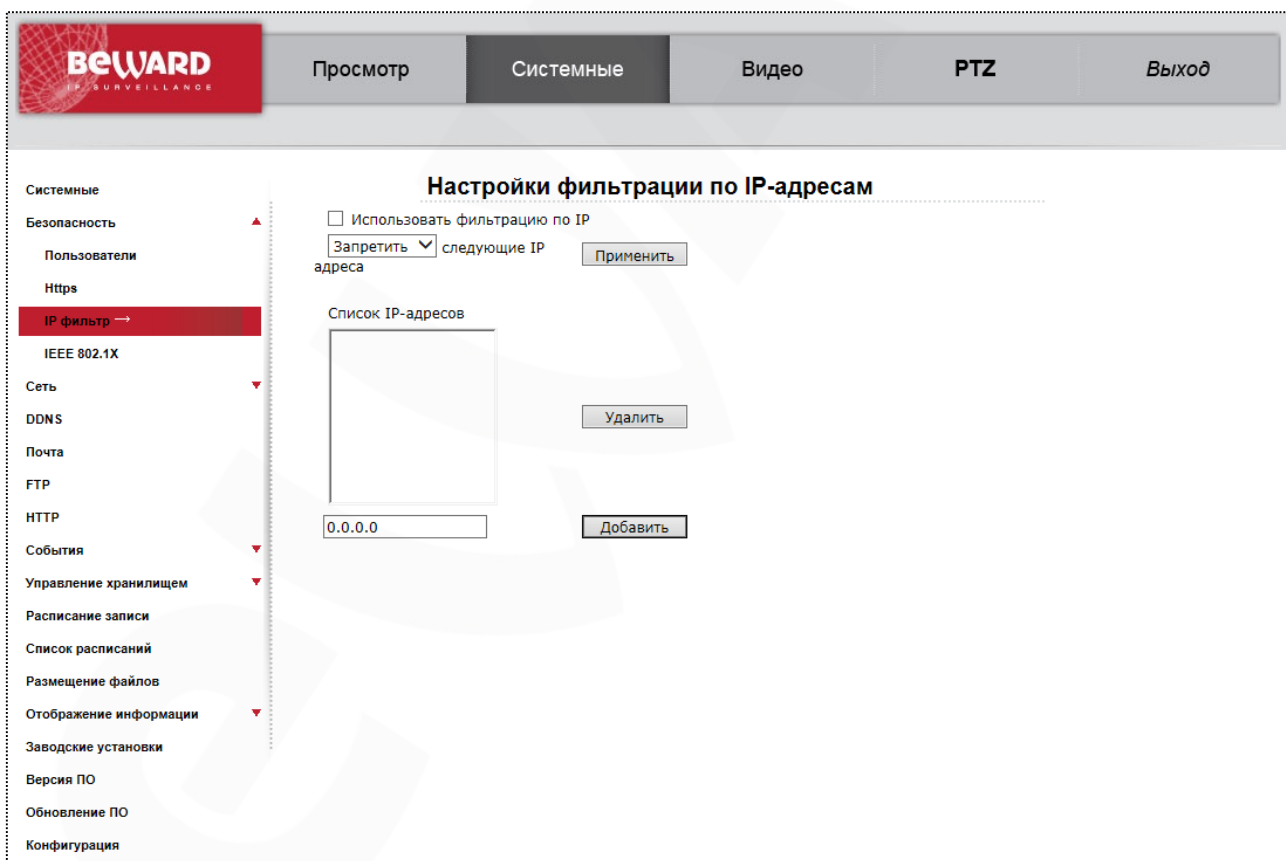 BEWARD
IP SURVEILLANCE
Просмотр
Системные
Видео
PTZ
Выход
Системные
Безопасность
Пользователи
Https
IP фильтр →
IEEE 802.1X
Сеть
DDNS
Почта
FTP
HTTP
События
Управление хранилищем
Расписание записи
Список расписаний
Размещение файлов
Отображение информации
Заводские установки
Версия ПО
Обновление ПО
Конфигурация
Настройки фильтрации по IP-адресам
Использовать фильтрацию по IP
Запретить следующие IP
адреса
Применить
Список IP-адресов
Удалить
0.0.0.0
Добавить